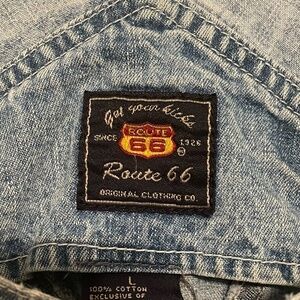 Get your kicks
SINCE ROUTE 1926
66
Route 66
ORIGINAL CLOTHING CO.
L
100% COTTON
EXCLUSIVE OF